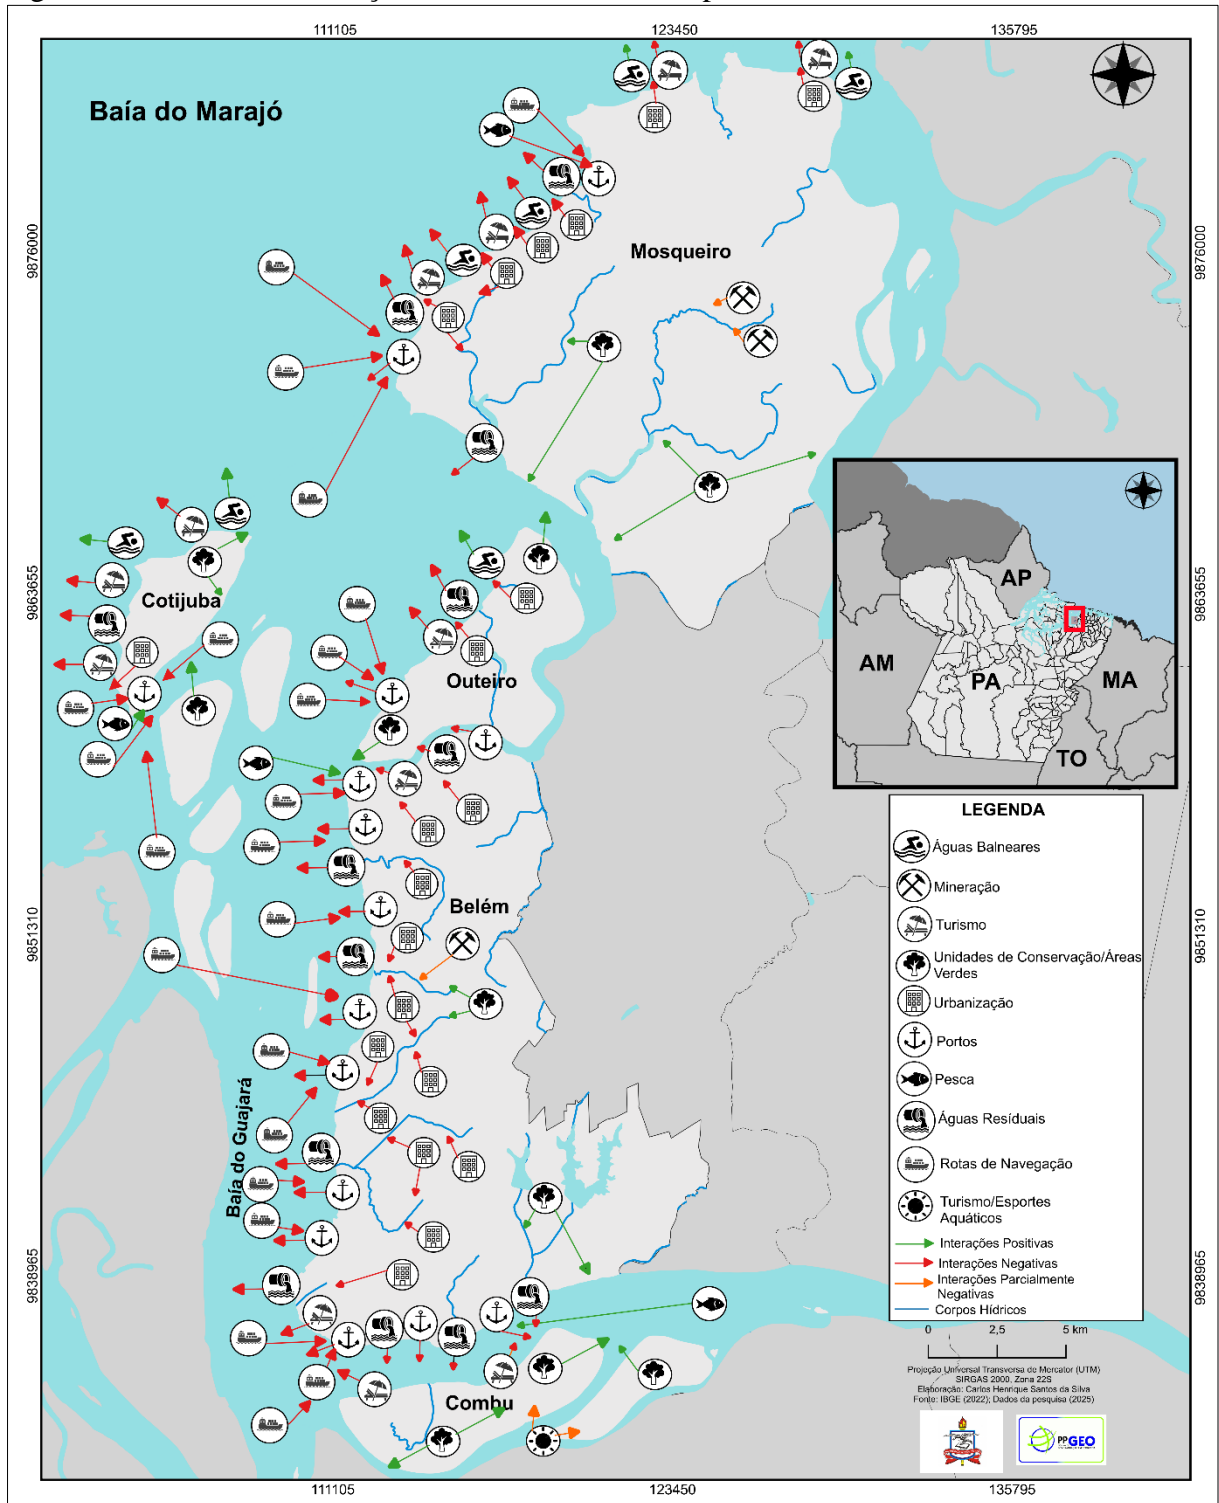 111105
123450
135795
Baía do Marajó
9876000
9876000
Mosqueiro
9863655
9863655
Cotijuba
Outeiro
AP
AM
PA
MA
TO
Belém
9851310
9851310
Baía do Guajará
9838965
9838965
Combu
LEGENDA
Águas Balneares
Mineração
Turismo
Unidades de Conservação/Áreas
Verdes
Urbanização
Portos
Pesca
Águas Resíduais
Rotas de Navegação
Turismo/Esportes
Aquáticos
Interações Positivas
Interações Negativas
Interações Parcialmente
Negativas
Corpos Hídricos
0 2,5 5 km
Projeção Universal Transversa de Mercator (UTM)
SIRGAS 2000, Zona 22S
Elaboração: Carlos Henrique Santos da Silva
Fonte: IBGE (2022); Dados da pesquisa (2025)
PPGEO
111105
123450
135795